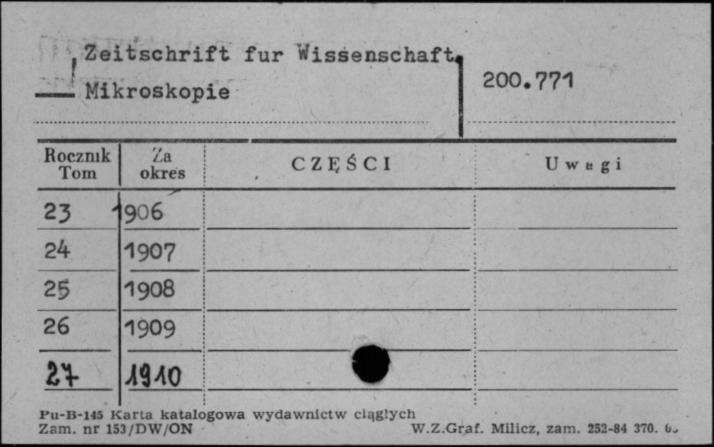 Zeitschrift fur Wissenschaft.
Mikroskopie
200.771
Rocznik Tom Za okres CZĘŚCI Uwagi
23 1906
24 1907
25 1908
26 1909
27 1910
Pu-B-145 Karta katalogowa wydawnictw ciągłych
Zam. nr 153/DW/ON W.Z.Graf. Milicz, zam. 252-84 370.